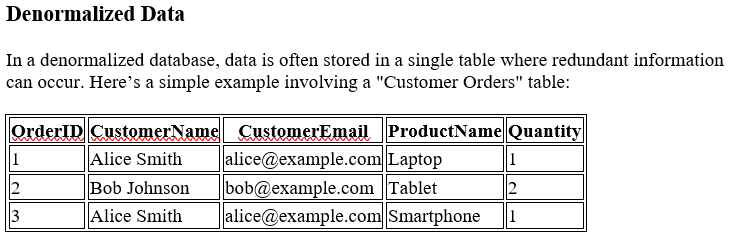 Denormalized Data
In a denormalized database, data is often stored in a single table where redundant information
can occur. Here’s a simple example involving a "Customer Orders" table:
OrderID CustomerName CustomerEmail ProductName Quantity
1 Alice Smith alice@example.com Laptop 1
2 Bob Johnson bob@example.com Tablet 2
3 Alice Smith alice@example.com Smartphone 1